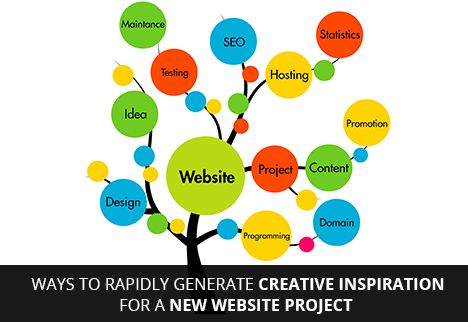 Maintance
SEO
Statistics
Testing
Hosting
Idea
Promotion
Website
Project
Content
Design
Domain
Programming
WAYS TO RAPIDLY GENERATE CREATIVE INSPIRATION
FOR A NEW WEBSITE PROJECT